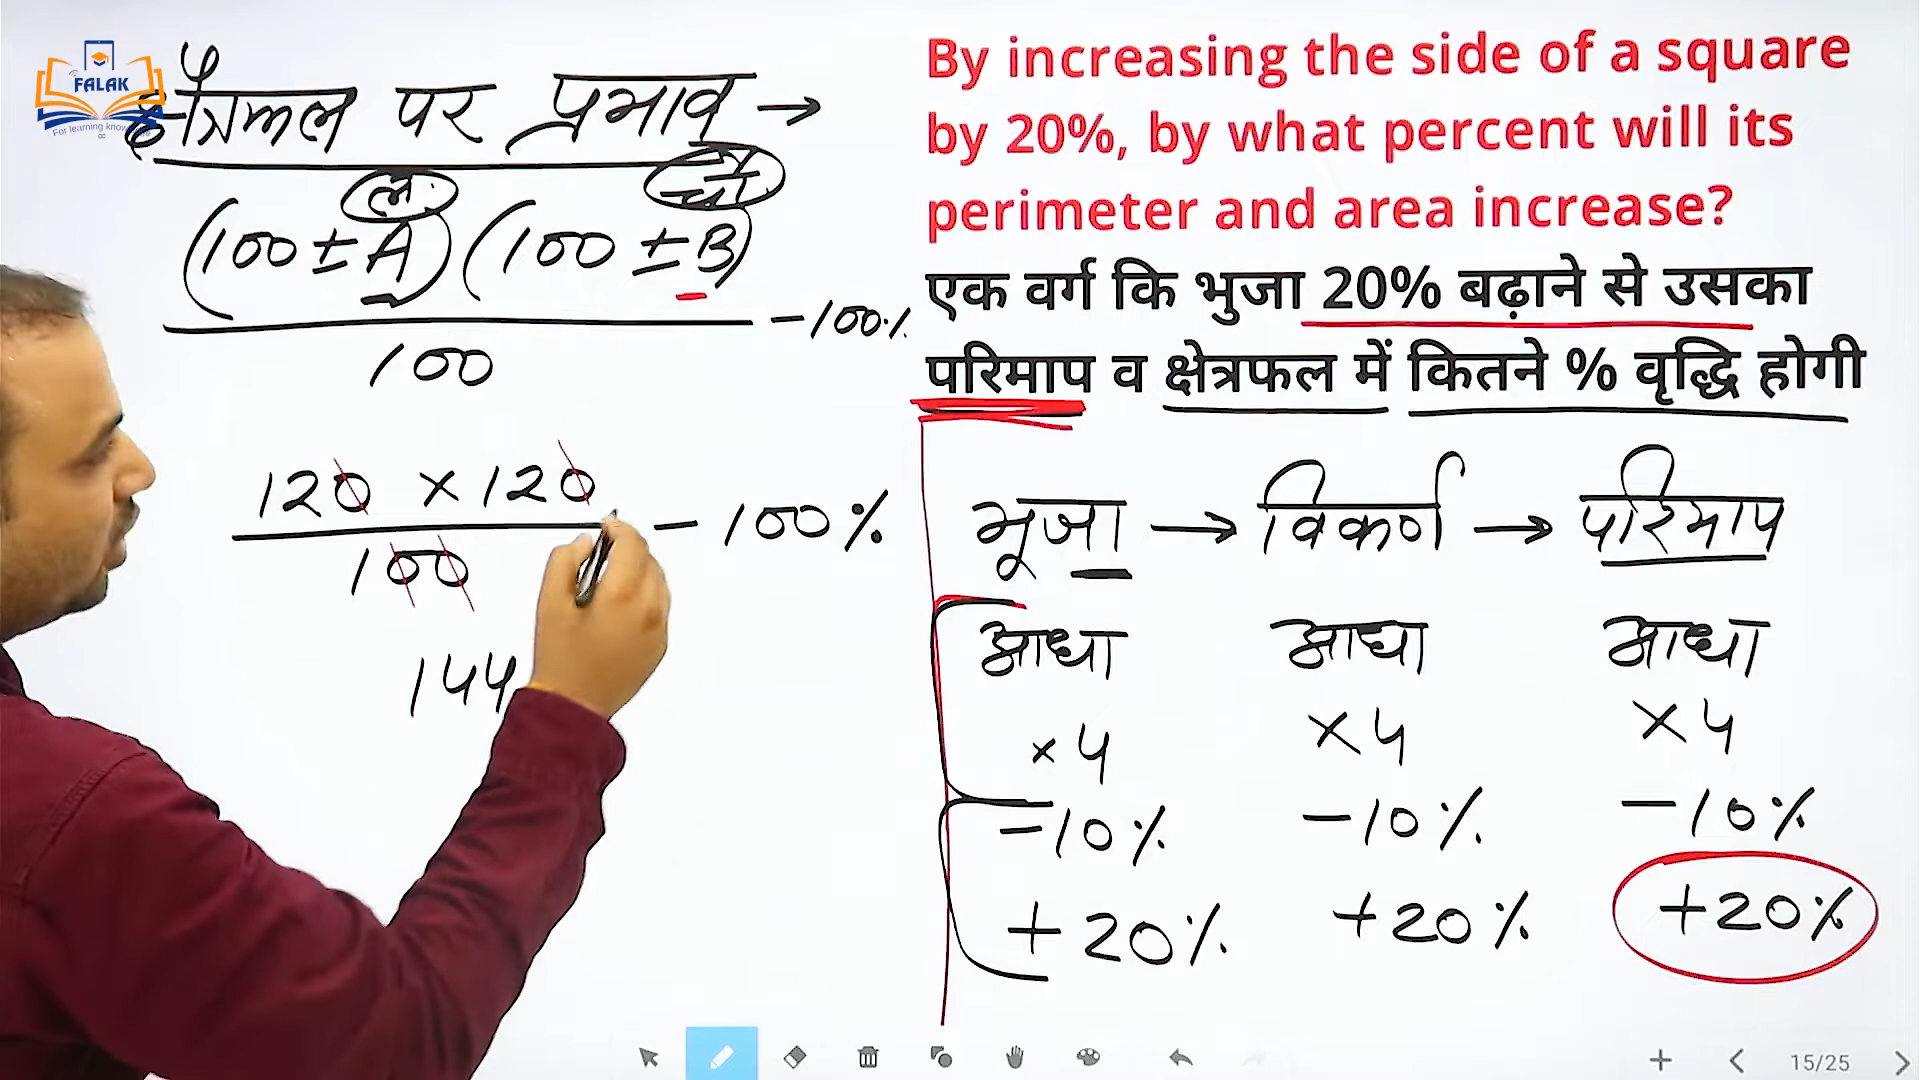 FALAK
For learning
क्षैत्रफल पर प्रभाव →
ल. चौ.
(100 ± A) (100 ± B)
100
-100%
120 × 120
100
- 100%
144
By increasing the side of a square
by 20%, by what percent will its
perimeter and area increase?
एक वर्ग कि भुजा 20% बढ़ाने से उसका
परिमाप व क्षेत्रफल में कितने % वृद्धि होगी
भूजा → विकर्ण → परिमाप
आधा आधा आधा
×4 ×4 ×4
-10% -10% -10%
+20% +20% +20%
15/25